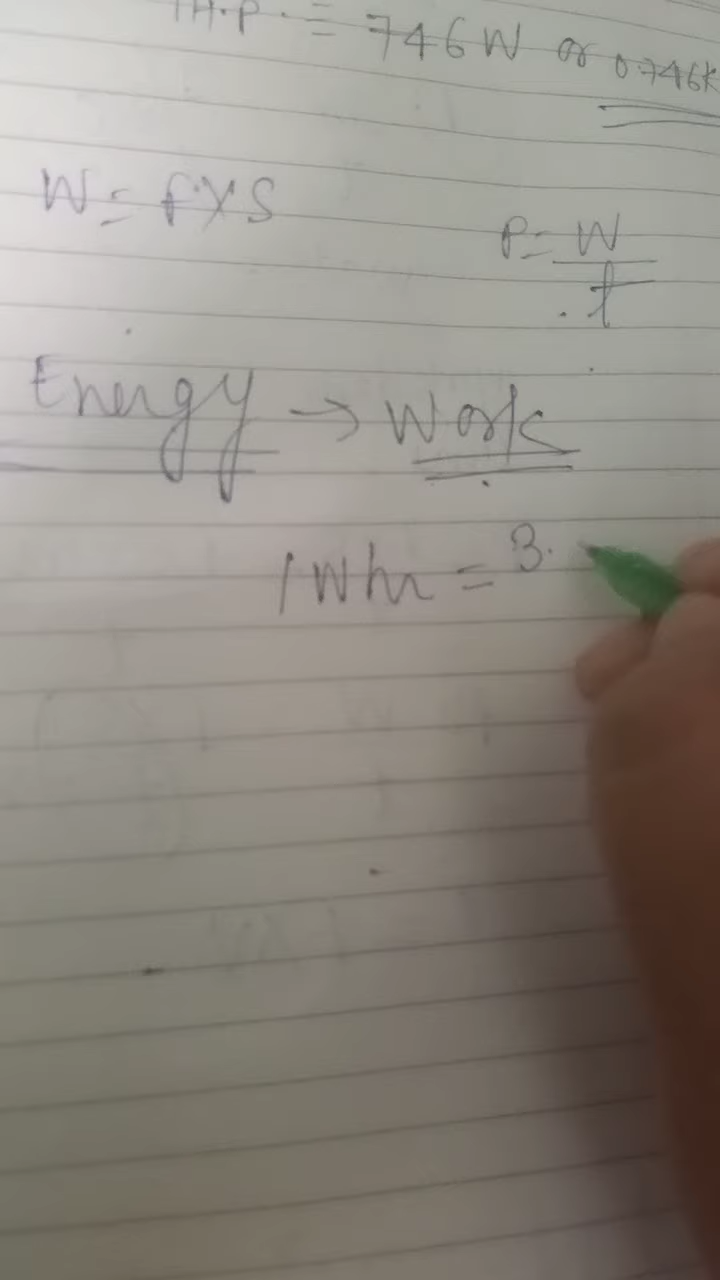 1H.P. = 746W or 0.746K
W = F×S
P = W
t
Energy → Work
1Whr = 3.